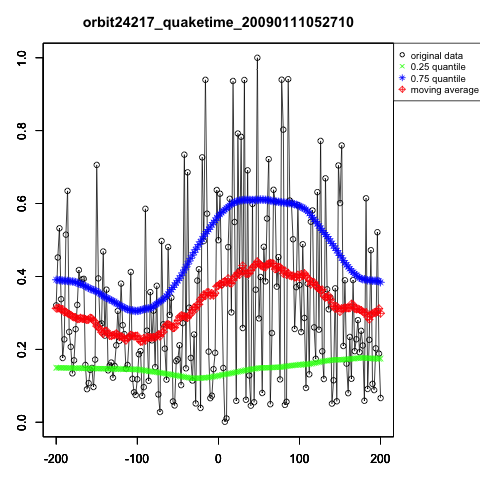 orbit24217_quaketime_20090111052710
original data
0.25 quantile
0.75 quantile
moving average
1.0
0.8
0.6
0.4
0.2
0.0
-200 -100 0 100 200